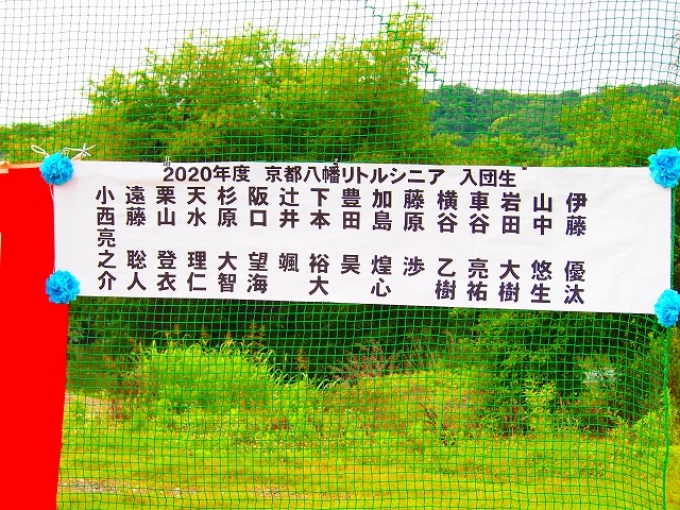 2020年度 京都八幡リトルシニア 入団生
伊藤 優汰
山中 悠生
岩田 大樹
車谷 亮祐
横谷 乙樹
藤原 渉
加島 煌心
豊田 昊
下本 裕大
辻井 颯
阪口 望海
杉原 大智
天水 理仁
栗山 登衣
遠藤 聡人
小西亮之介